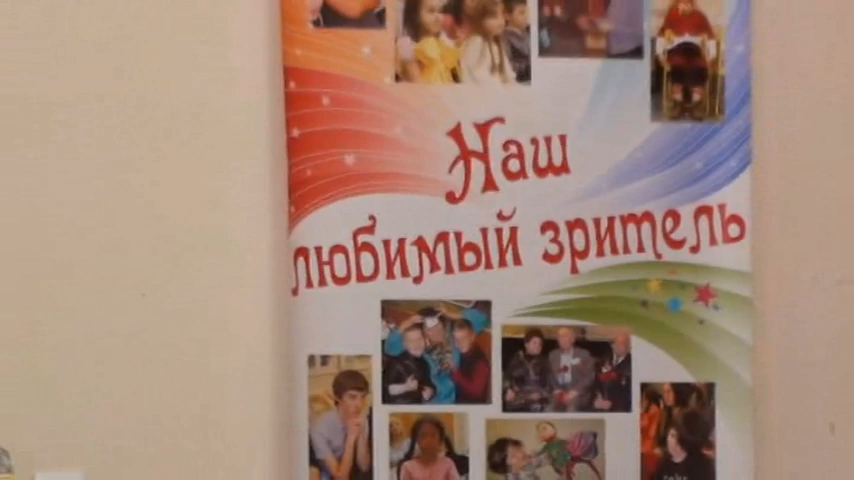 Наш
любимый зритель